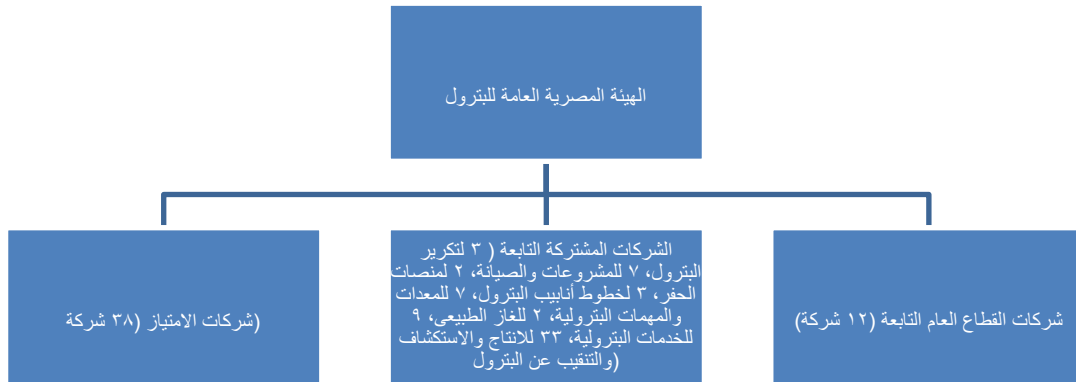 الهيئة المصرية العامة للبترول
شركات القطاع العام التابعة (١٢ شركة)
الشركات المشتركة التابعة ( ٣ لتكرير
البترول، ٧ للمشروعات والصيانة، ٢ لمنصات
الحفر، ٣ لخطوط أنابيب البترول، ٧ للمعدات
والمهمات البترولية، ٢ للغاز الطبيعى، ٩
للخدمات البترولية، ٣٣ للانتاج والاستكشاف
والتنقيب عن البترول)
شركات الامتياز (٣٨ شركة)